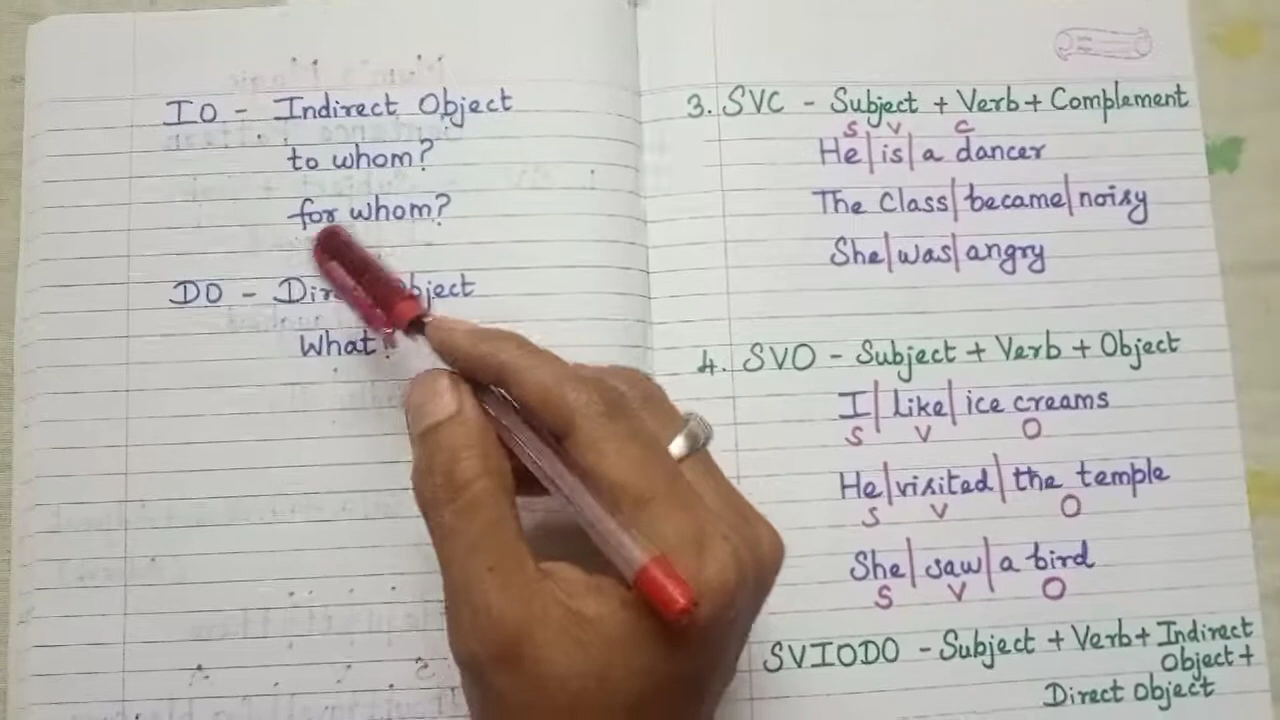 IO - Indirect Object
to whom?
for whom?
DO - Object
What
3. SVC - Subject + Verb + Complement
S V C
He | is | a dancer
The Class | became | noisy
She | was | angry
4. SVO - Subject + Verb + Object
I | like | ice creams
S V O
He | visited | the temple
S V O
She | saw | a bird
S V O
SVIODO - Subject + Verb + Indirect
Object +
Direct Object